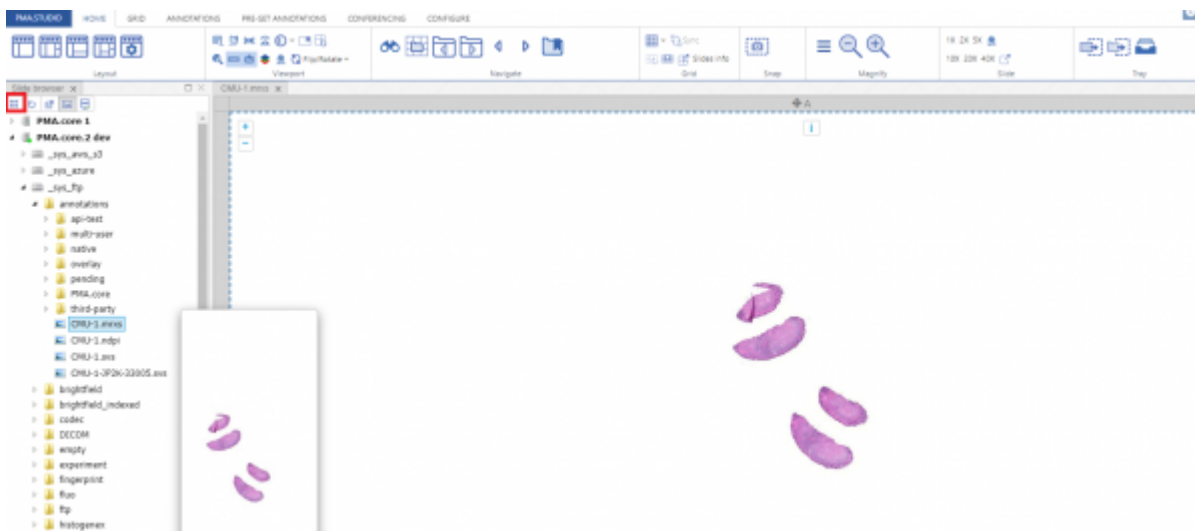 PMA.STUDIO HOME GRID ANNOTATIONS PRE-SET ANNOTATIONS CONFERENCING CONFIGURE
Sync
Flip/Rotate
Slides info
1X 2X 5X
10X 20X 40X
Layout Viewport Navigate Grid Snap Magnify Slide Tray
Slide browser x CMU-1.mrxs x
A
PMA.core 1
PMA.core.2 dev
_sys_aws_s3
_sys_azure
_sys_ftp
annotations
api-test
multi-user
native
overlay
pending
PMA.core
third-party
CMU-1.mrxs
CMU-1.ndpi
CMU-1.svs
CMU-1-JP2K-33005.svs
brightfield
brightfield_indexed
codec
DICOM
empty
experiment
fingerprint
fluo
ftp
histogenex